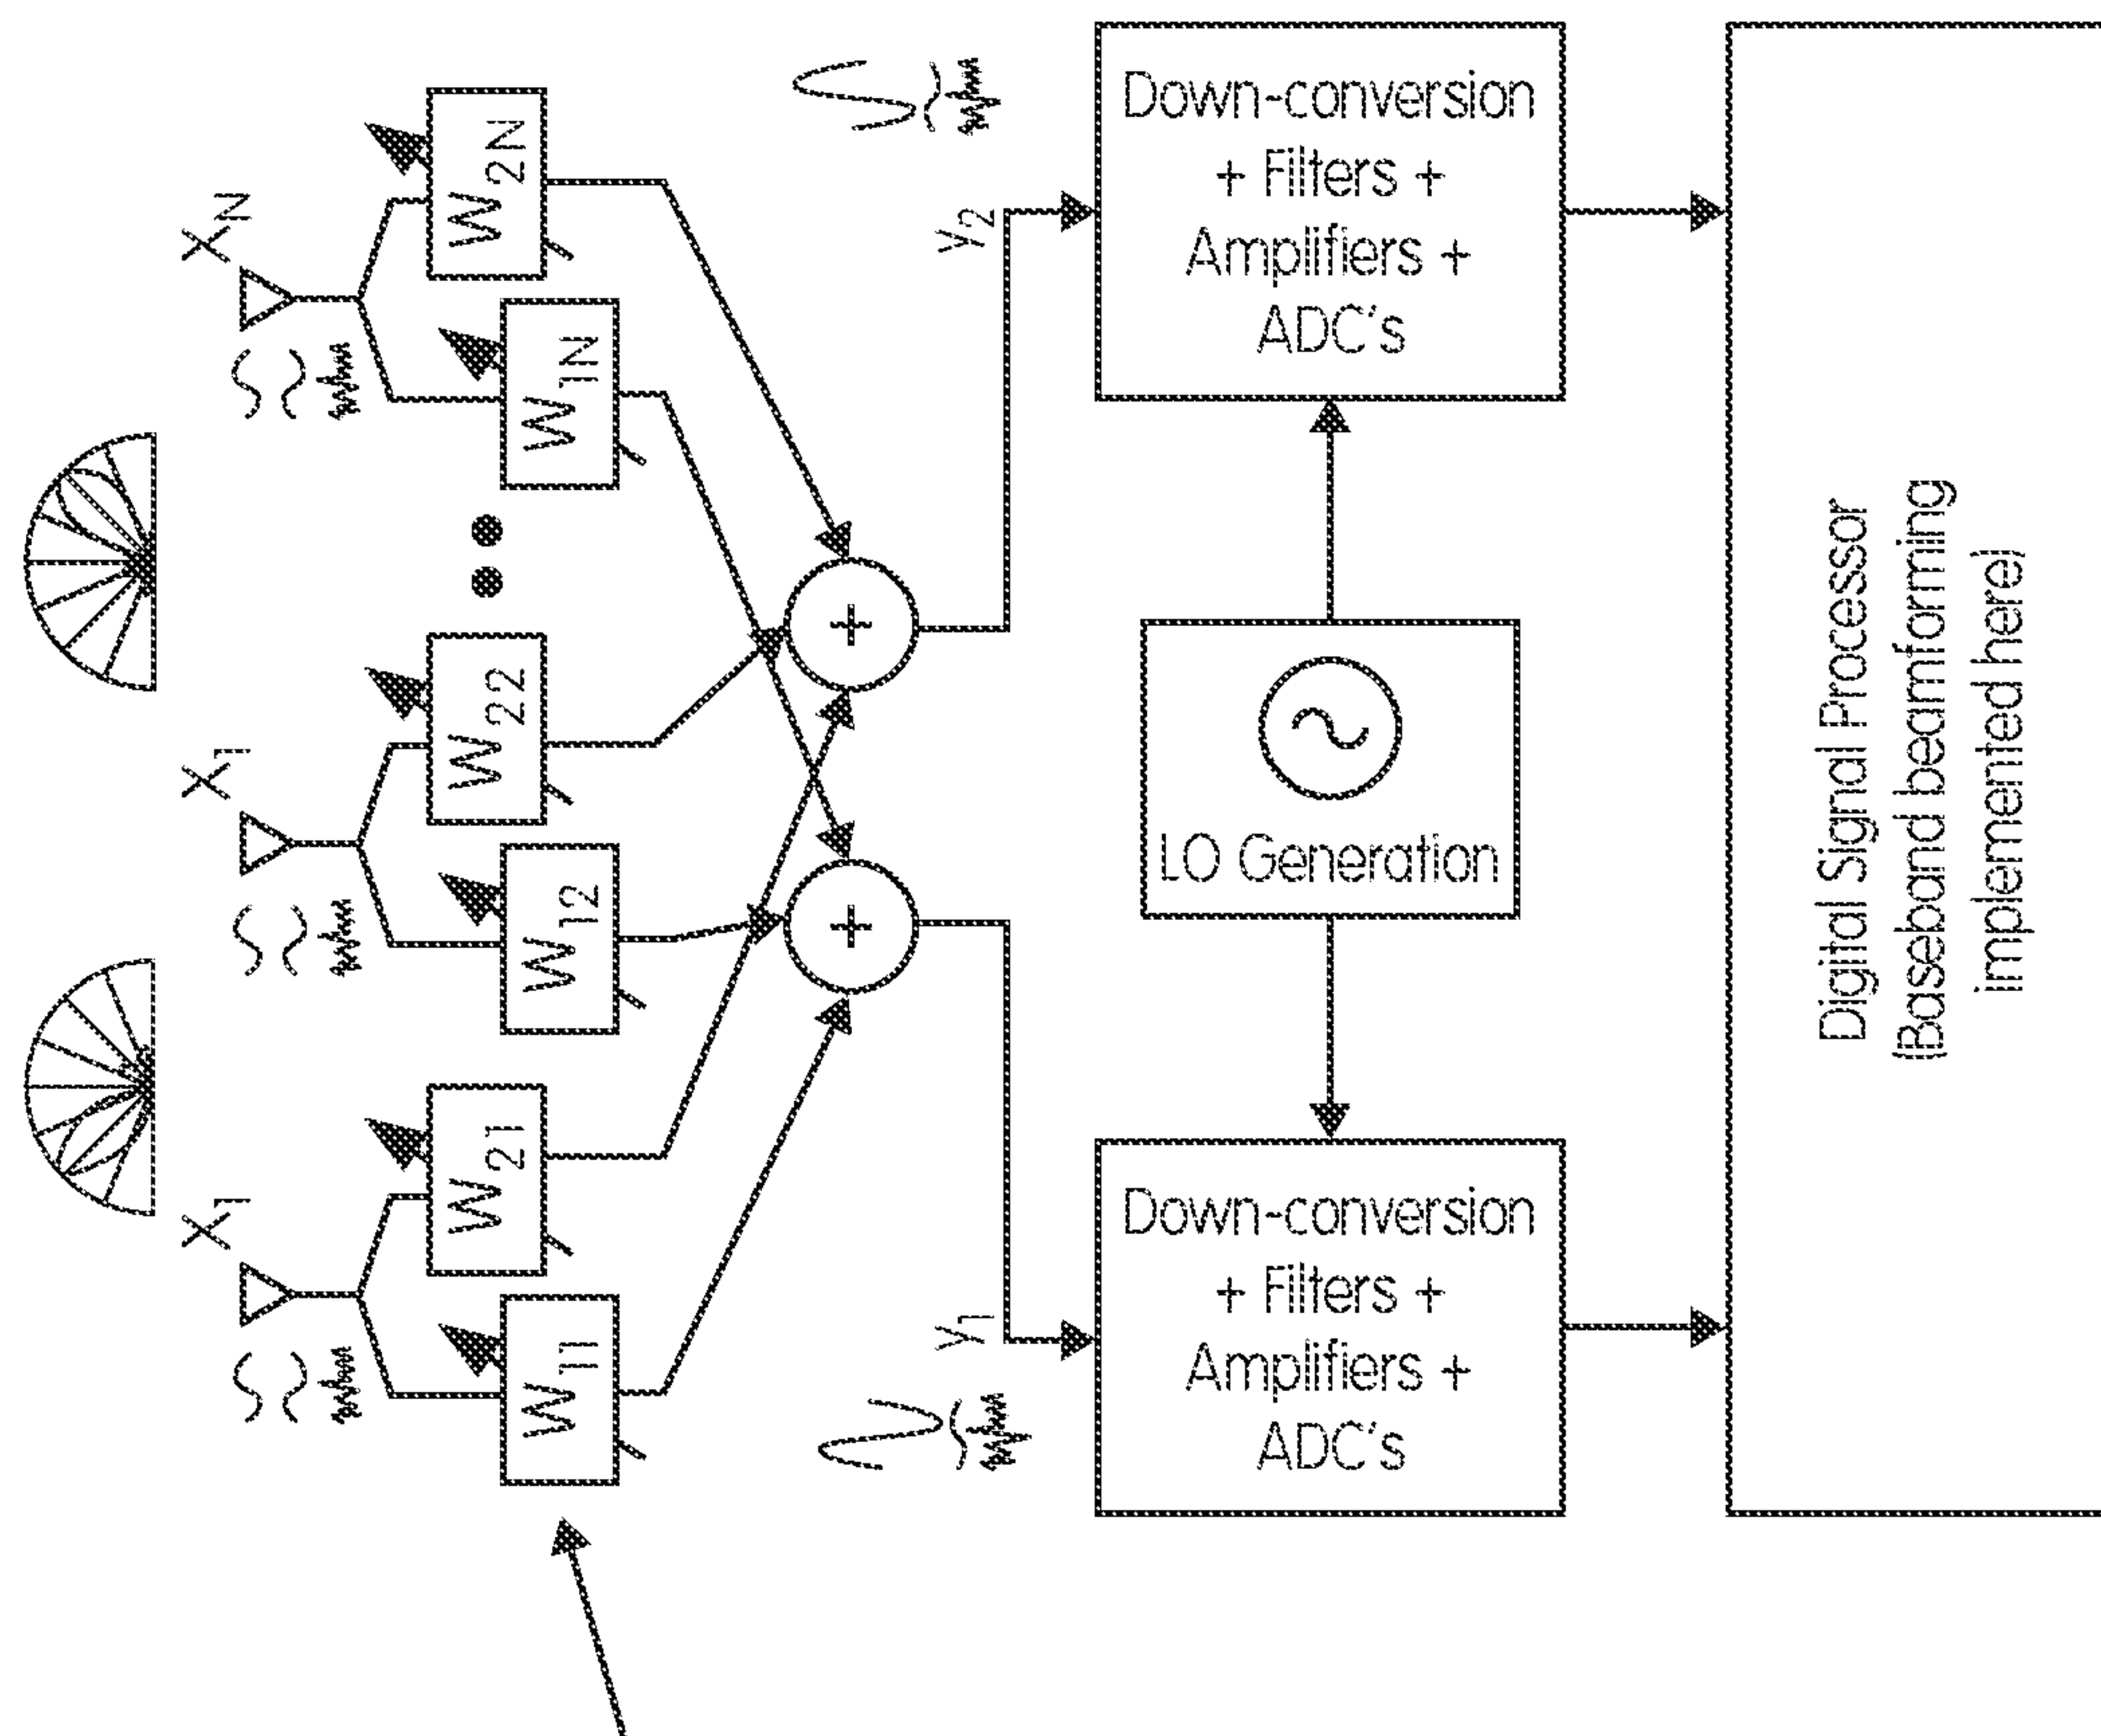 X1
X1
XN
W11
W21
W12
W22
W1N
W2N
+
+
y1
y2
Down-conversion
+ Filters +
Amplifiers +
ADC's
LO Generation
Down-conversion
+ Filters +
Amplifiers +
ADC's
Digital Signal Processor
(Baseband beamforming
implemented here)